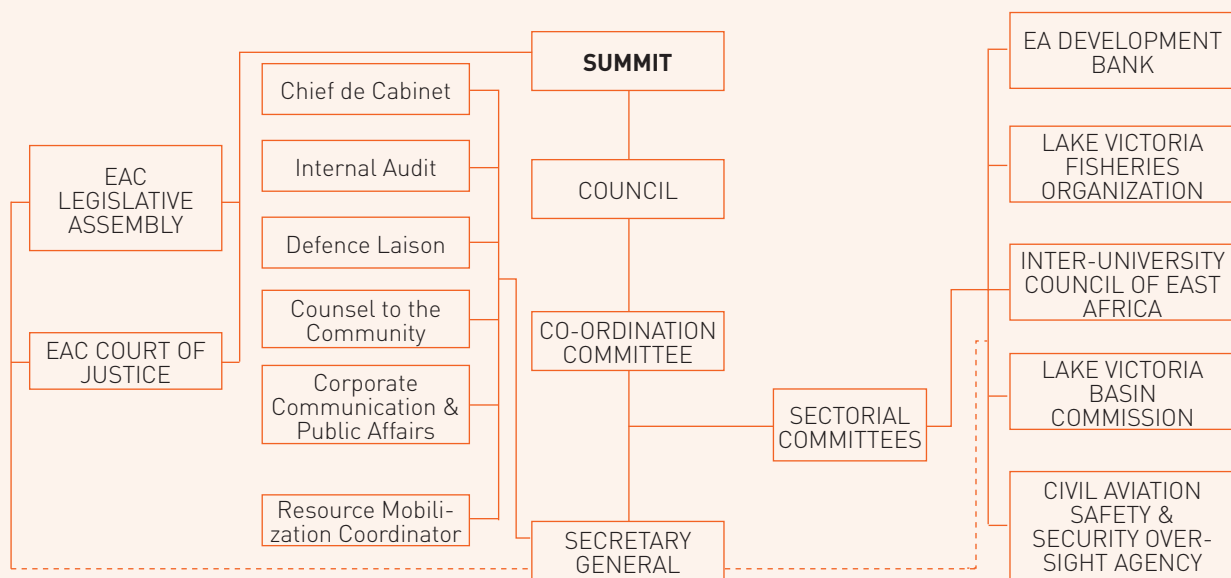 SUMMIT
COUNCIL
CO-ORDINATION
COMMITTEE
SECRETARY
GENERAL
EAC
LEGISLATIVE
ASSEMBLY
EAC COURT OF
JUSTICE
Chief de Cabinet
Internal Audit
Defence Liaison
Counsel to the
Community
Corporate
Communication &
Public Affairs
Resource Mobili-
zation Coordinator
SECTORIAL
COMMITTEES
EA DEVELOPMENT
BANK
LAKE VICTORIA
FISHERIES
ORGANIZATION
INTER-UNIVERSITY
COUNCIL OF EAST
AFRICA
LAKE VICTORIA
BASIN
COMMISSION
CIVIL AVIATION
SAFETY &
SECURITY OVER-
SIGHT AGENCY